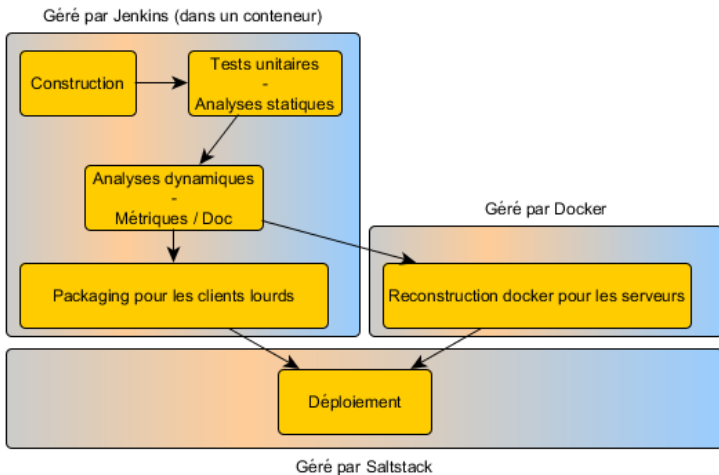 Géré par Jenkins (dans un conteneur)
Construction
Tests unitaires
-
Analyses statiques
Analyses dynamiques
-
Métriques / Doc
Géré par Docker
Packaging pour les clients lourds
Reconstruction docker pour les serveurs
Déploiement
Géré par Saltstack